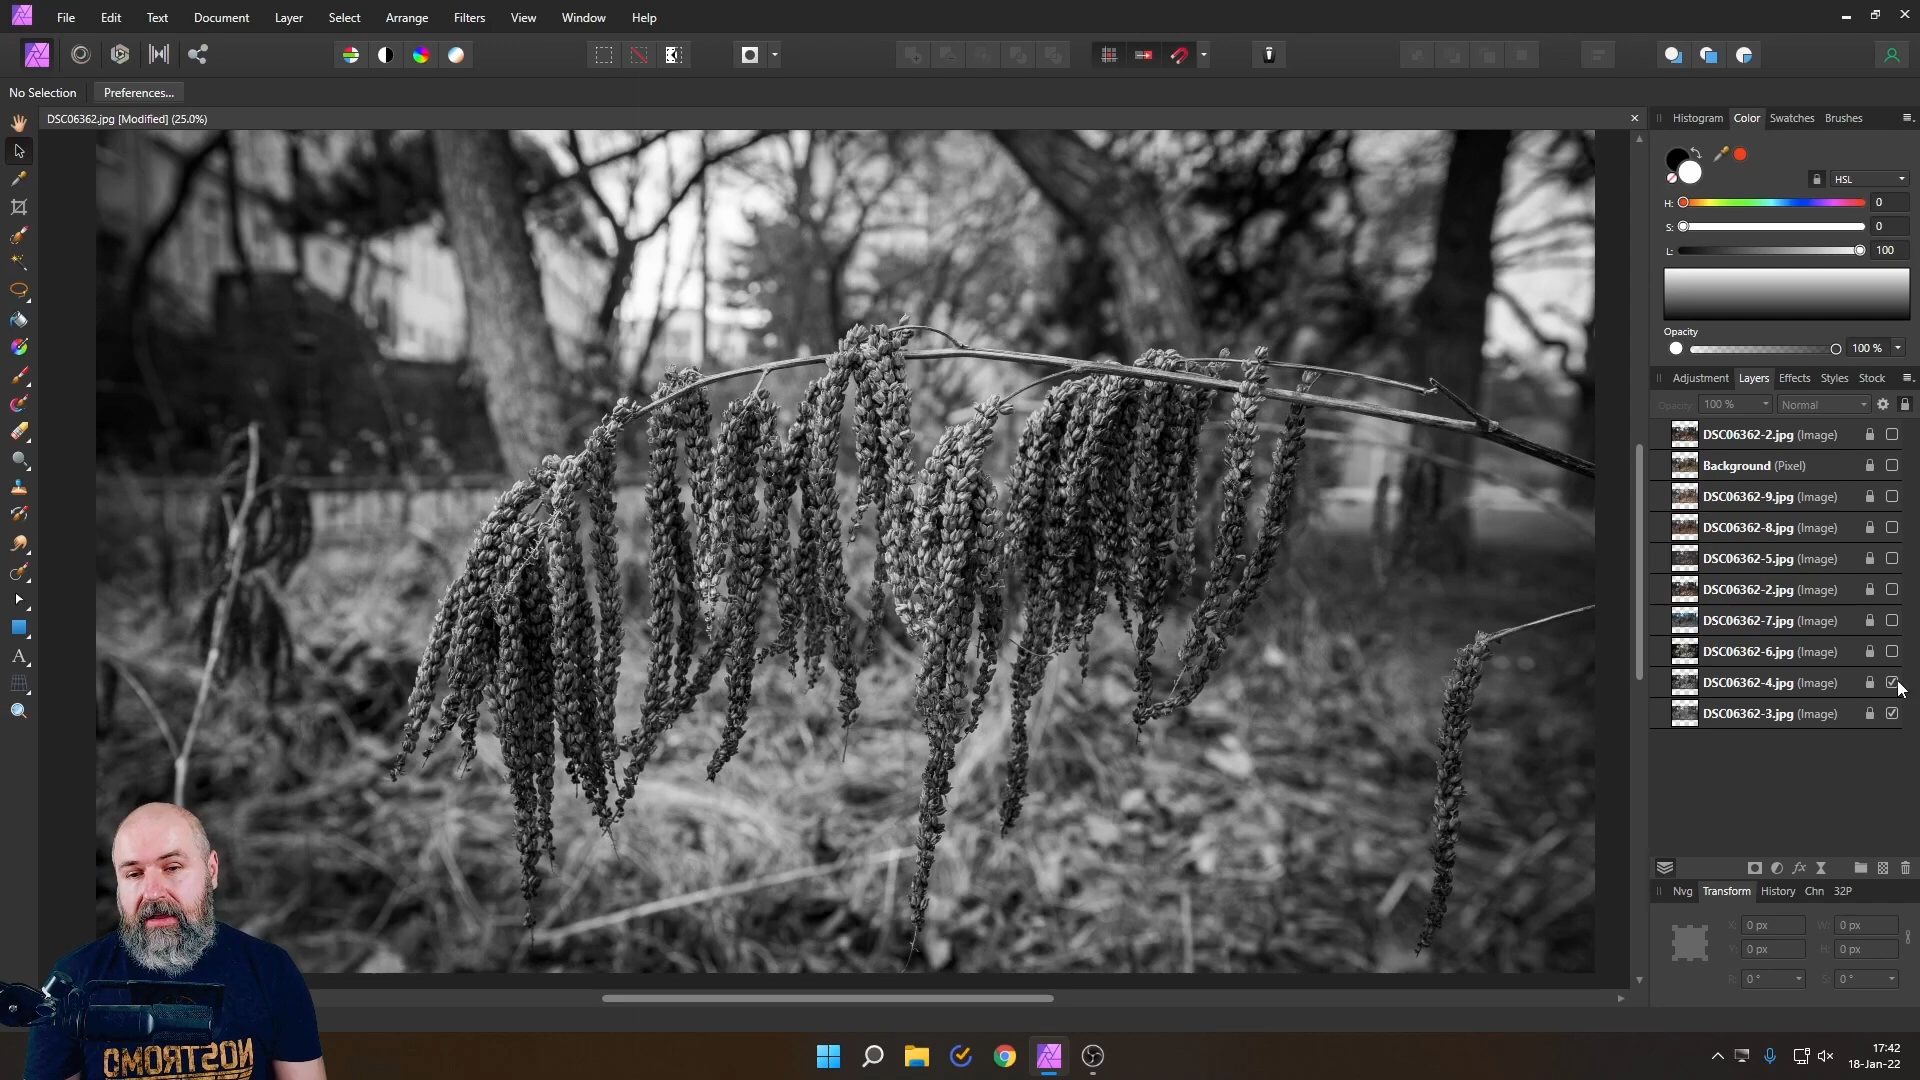 File Edit Text Document Layer Select Arrange Filters View Window Help
No Selection Preferences...
DSC06362.jpg [Modified] (25.0%)
Histogram Color Swatches Brushes
HSL
H: 0
S: 0
L: 100
Opacity
100 %
Adjustment Layers Effects Styles Stock
Opacity: 100 % Normal
DSC06362-2.jpg (Image)
Background (Pixel)
DSC06362-9.jpg (Image)
DSC06362-8.jpg (Image)
DSC06362-5.jpg (Image)
DSC06362-2.jpg (Image)
DSC06362-7.jpg (Image)
DSC06362-6.jpg (Image)
DSC06362-4.jpg (Image)
DSC06362-3.jpg (Image)
Nvg Transform History Chn 32P
X: 0 px W: 0 px
Y: 0 px H: 0 px
R: 0 ° S: 0 °
NOSTROMO
17:42
18-Jan-22